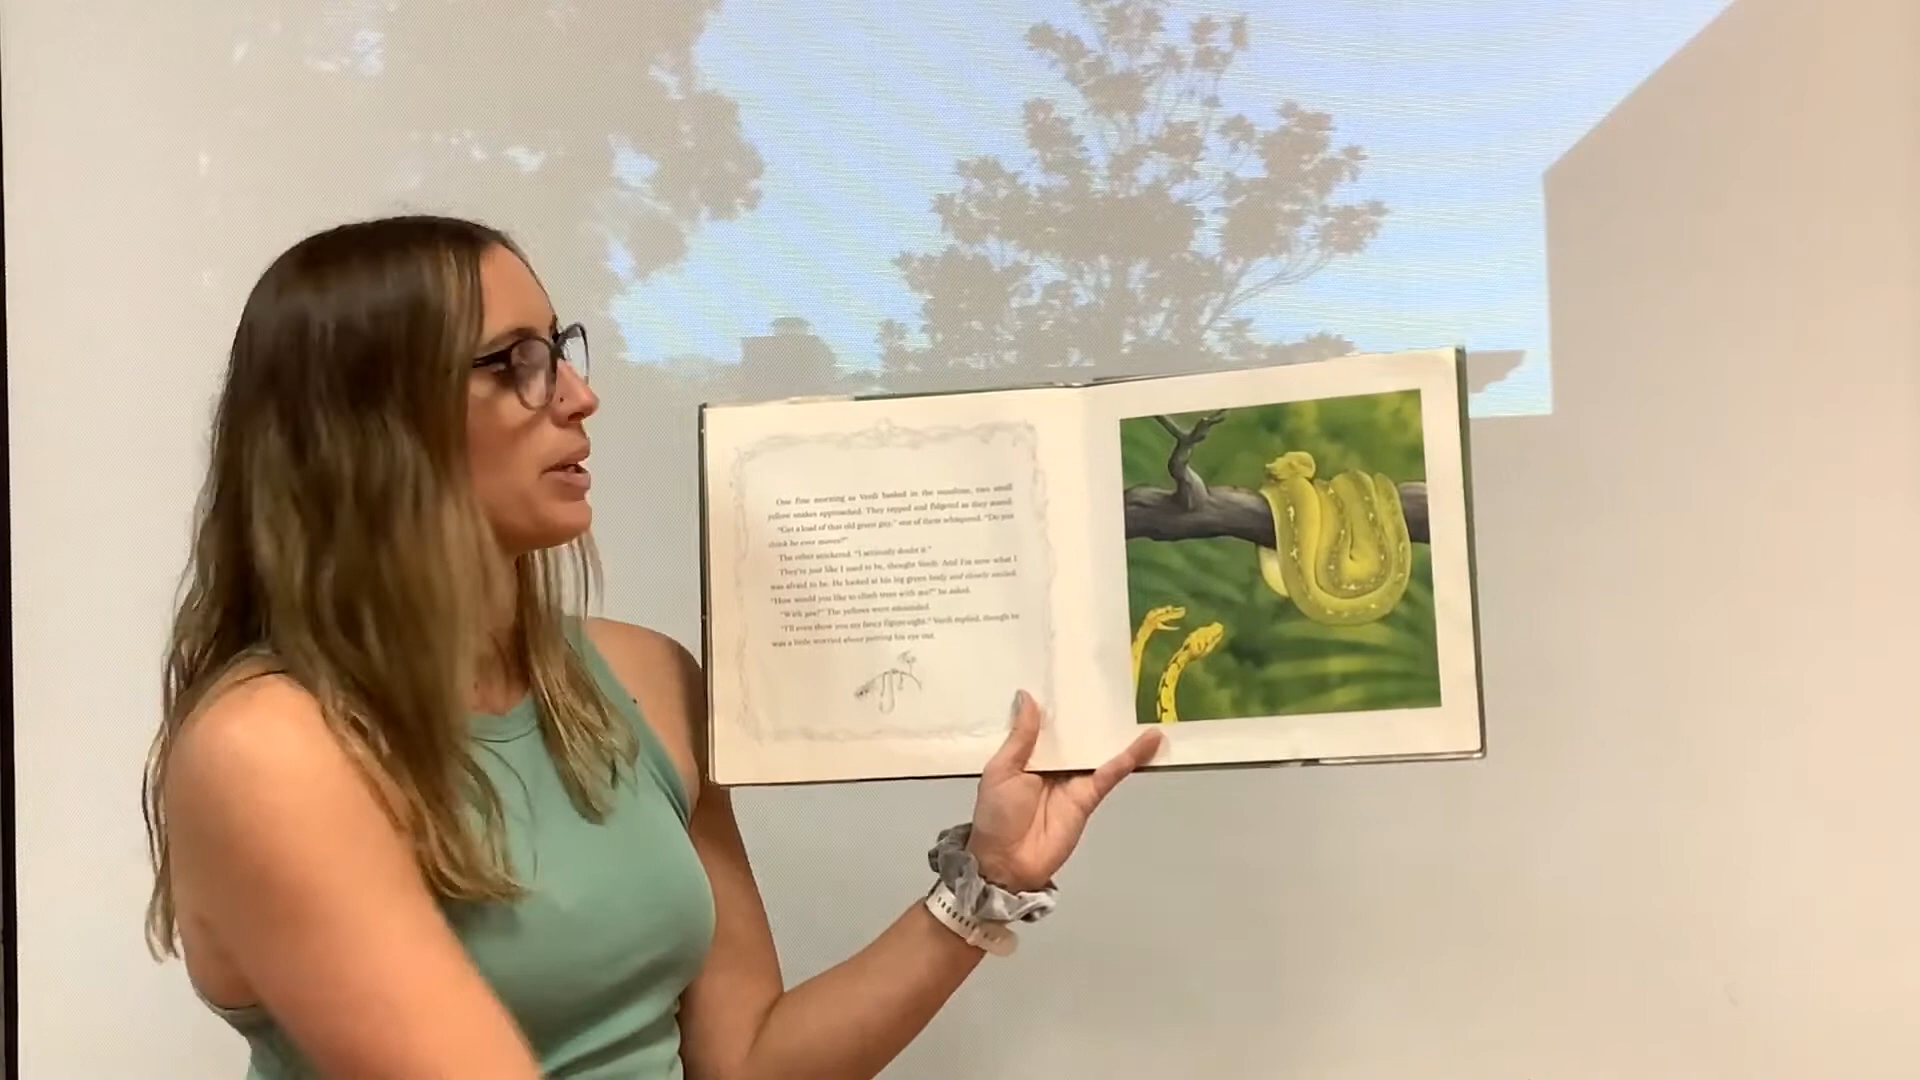 One fine morning as Verdi basked in the sunshine, two small
yellow snakes approached. They zipped and fidgeted as they stared.
"Get a load of that old green guy," one of them whispered. "Do you
think he ever moves?"
The other snickered. "I seriously doubt it."
They're just like I used to be, thought Verdi. And I'm now what I
was afraid to be. He looked at his big green body and slowly smiled.
"How would you like to climb trees with me?" he asked.
"With you?" The yellows were astounded.
"I'll even show you my fancy figure eight," Verdi replied, though he
was a little worried about putting his eye out.